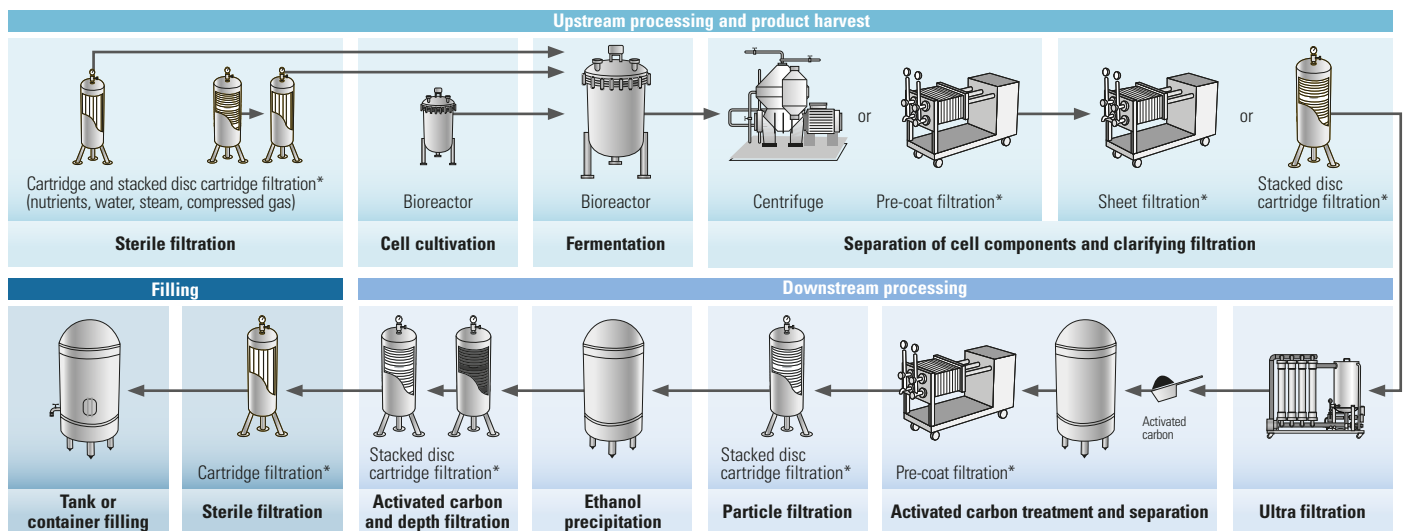 Upstream processing and product harvest
Cartridge and stacked disc cartridge filtration*
(nutrients, water, steam, compressed gas)
Sterile filtration
Bioreactor
Cell cultivation
Bioreactor
Fermentation
Centrifuge
or
Pre-coat filtration*
Sheet filtration*
or
Stacked disc
cartridge filtration*
Separation of cell components and clarifying filtration
Filling
Downstream processing
Tank or
container filling
Cartridge filtration*
Sterile filtration
Stacked disc
cartridge filtration*
Activated carbon
and depth filtration
Ethanol
precipitation
Stacked disc
cartridge filtration*
Particle filtration
Pre-coat filtration*
Activated
carbon
Activated carbon treatment and separation
Ultra filtration